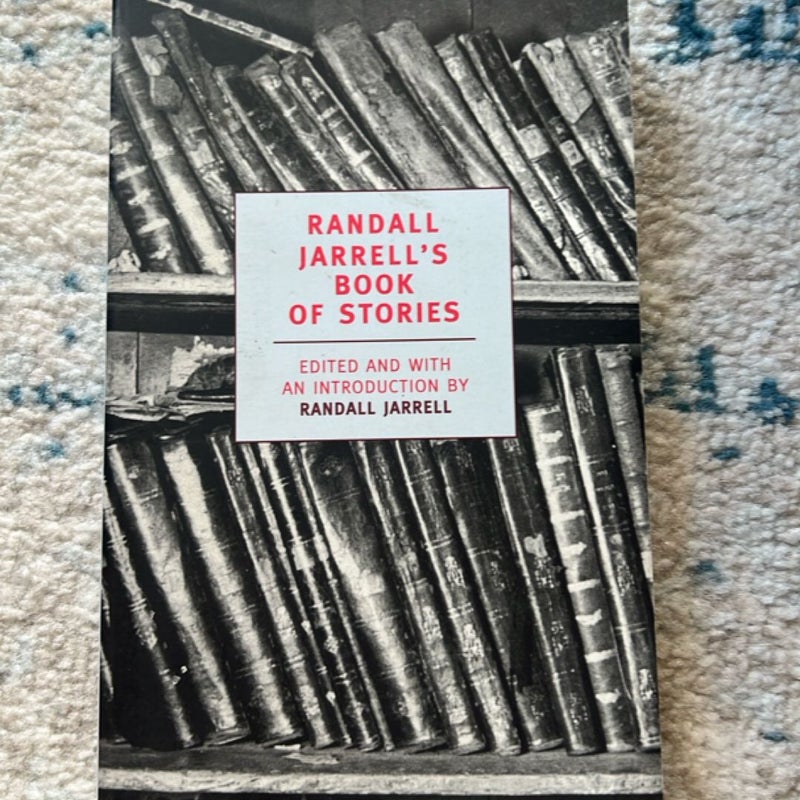 RANDALL
JARRELL'S
BOOK
OF STORIES
EDITED AND WITH
AN INTRODUCTION BY
RANDALL JARRELL